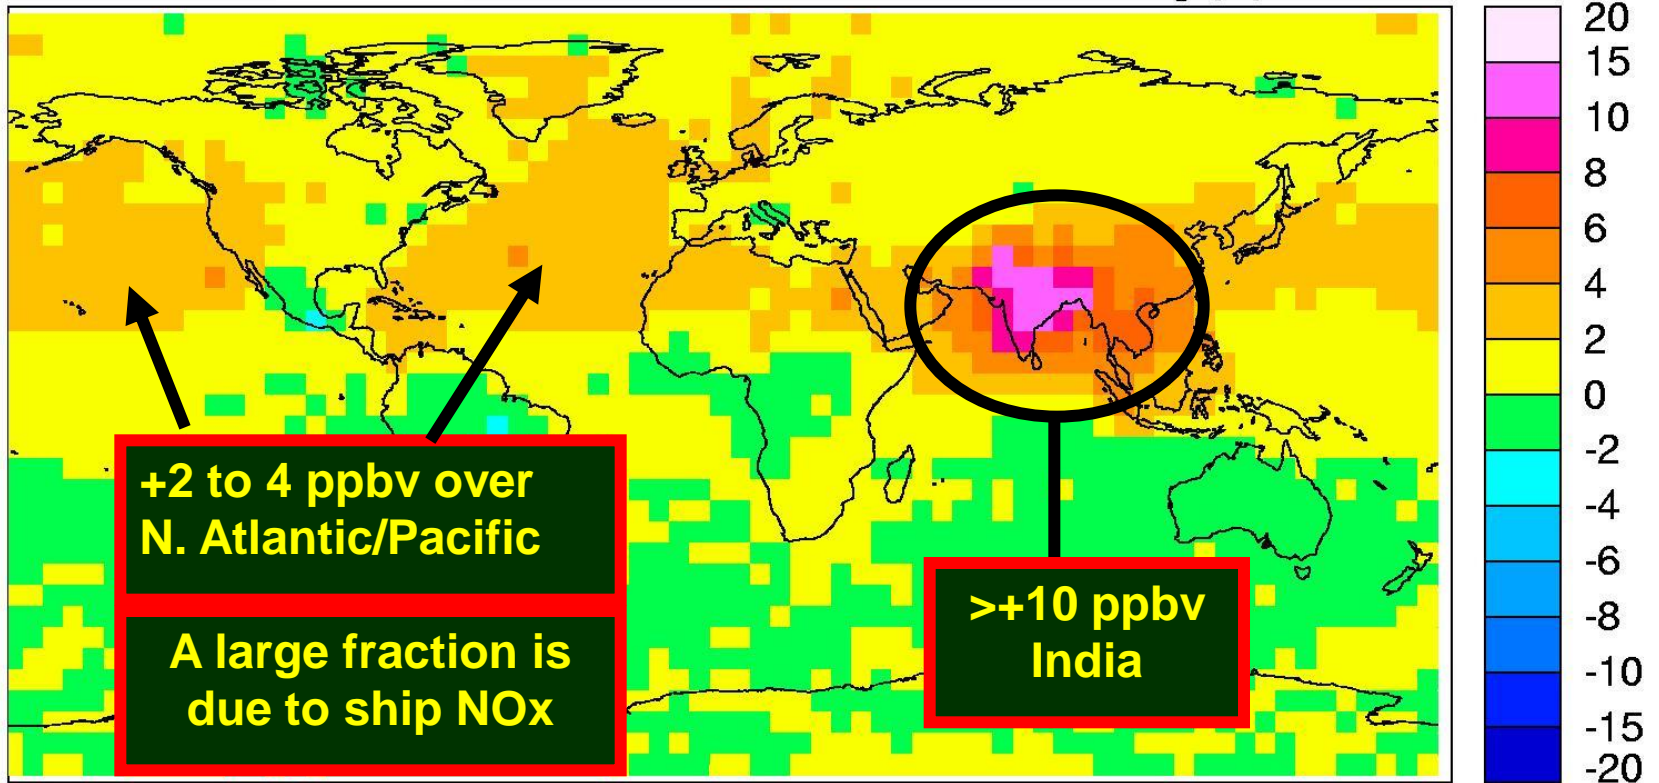 20
15
10
8
6
4
2
0
-2
-4
-6
-8
-10
-15
-20
+2 to 4 ppbv over
N. Atlantic/Pacific
A large fraction is
due to ship NOx
>+10 ppbv
India